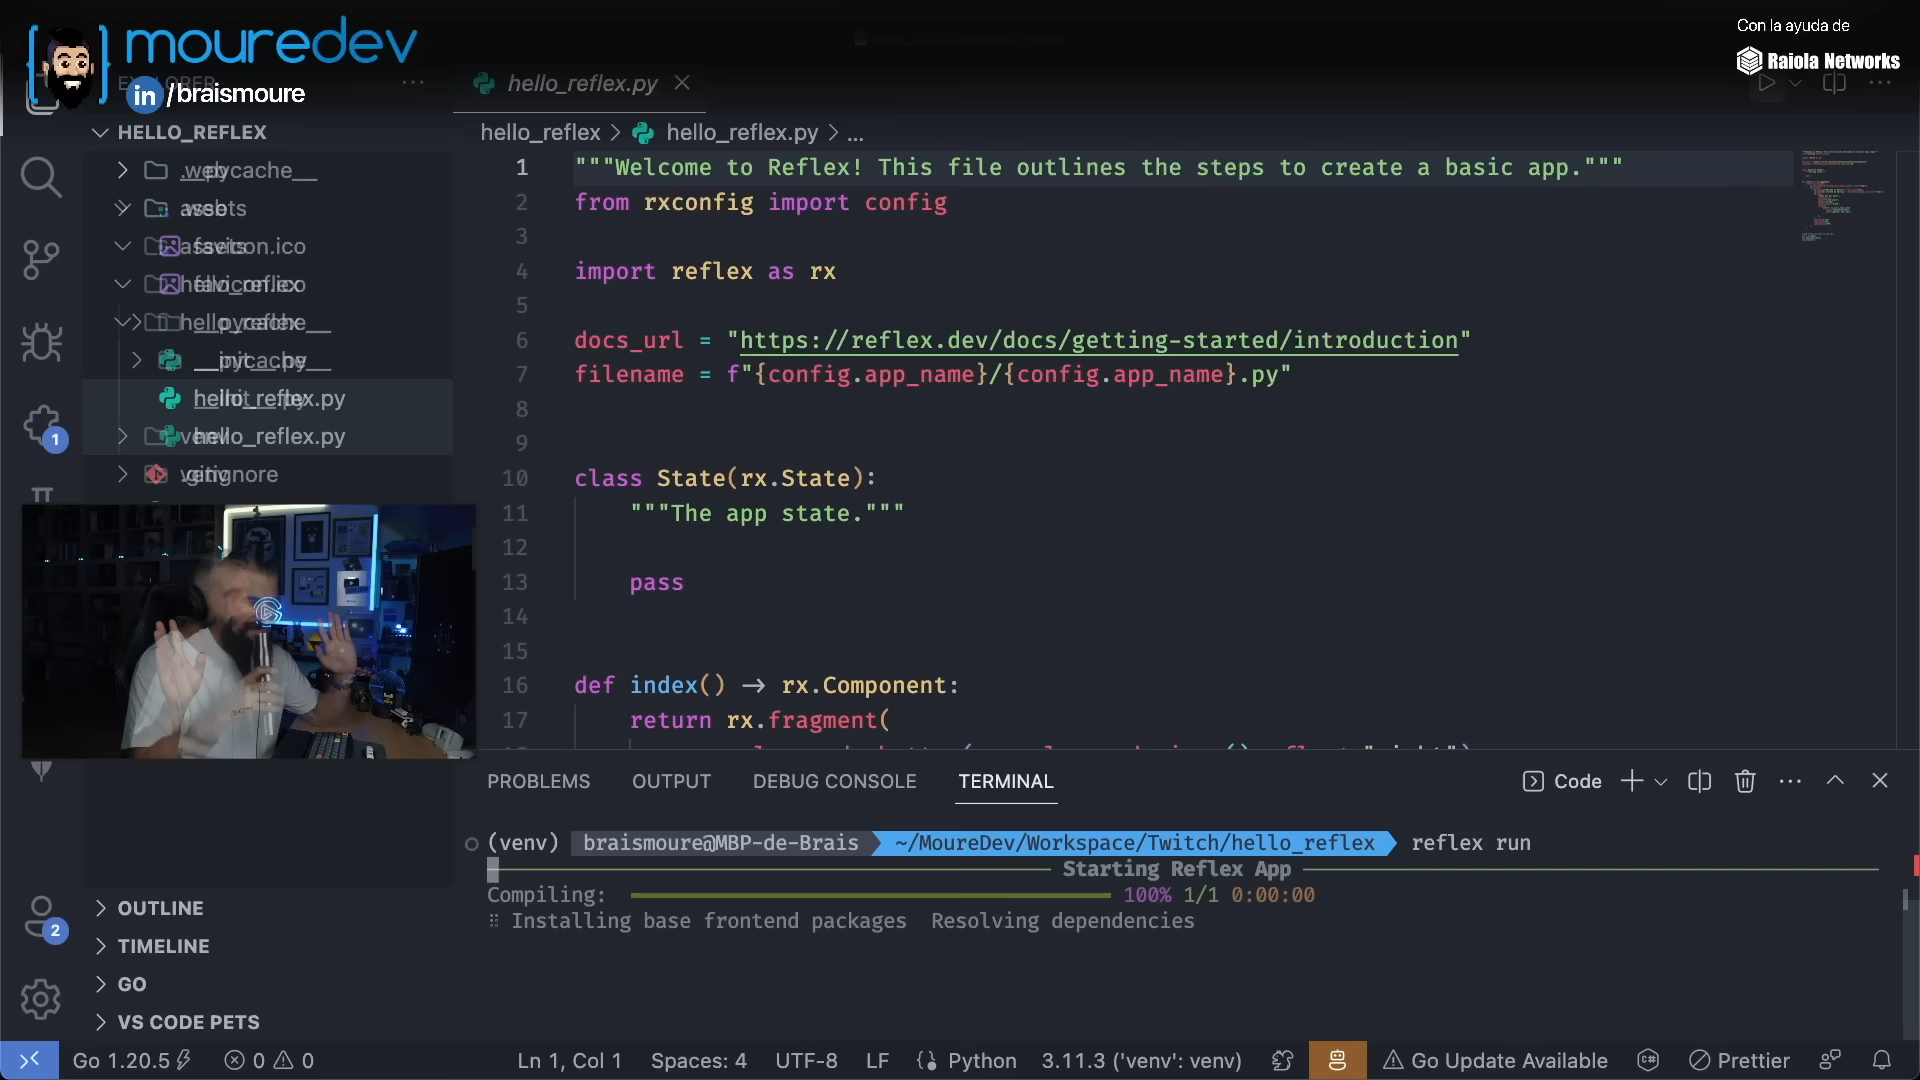 mouredev
in /braismoure
Con la ayuda de
Raiola Networks
hello_reflex.py
hello_reflex > hello_reflex.py > ...
HELLO_REFLEX
hello_reflex.py
1 """Welcome to Reflex! This file outlines the steps to create a basic app."""
2 from rxconfig import config
3
4 import reflex as rx
5
6 docs_url = "https://reflex.dev/docs/getting-started/introduction"
7 filename = f"{config.app_name}/{config.app_name}.py"
8
9
10 class State(rx.State):
11 """The app state."""
12
13 pass
14
15
16 def index() → rx.Component:
17 return rx.fragment(
1
PROBLEMS OUTPUT DEBUG CONSOLE TERMINAL
Code
(venv) braismoure@MBP-de-Brais ~/MoureDev/Workspace/Twitch/hello_reflex reflex run
Starting Reflex App
Compiling: 100% 1/1 0:00:00
Installing base frontend packages Resolving dependencies
2
OUTLINE
TIMELINE
GO
VS CODE PETS
Go 1.20.5 0 0 Ln 1, Col 1 Spaces: 4 UTF-8 LF Python 3.11.3 ('venv': venv) Go Update Available Prettier